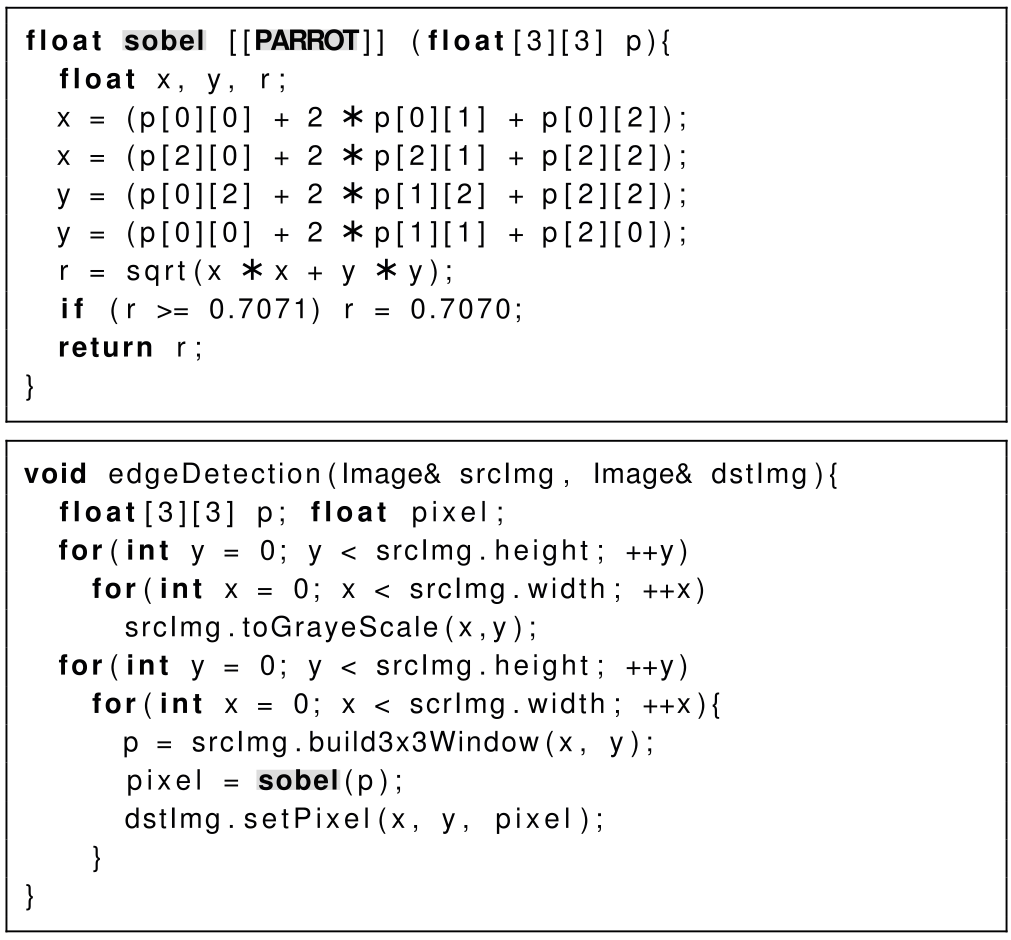 float sobel [[PARROT]] (float[3][3] p){
  float x, y, r;
  x = (p[0][0] + 2 * p[0][1] + p[0][2]);
  x = (p[2][0] + 2 * p[2][1] + p[2][2]);
  y = (p[0][2] + 2 * p[1][2] + p[2][2]);
  y = (p[0][0] + 2 * p[1][1] + p[2][0]);
  r = sqrt(x * x + y * y);
  if (r >= 0.7071) r = 0.7070;
  return r;
}
void edgeDetection(Image& srcImg, Image& dstImg){
  float[3][3] p; float pixel;
  for(int y = 0; y < srcImg.height; ++y)
    for(int x = 0; x < srcImg.width; ++x)
      srcImg.toGrayeScale(x,y);
  for(int y = 0; y < srcImg.height; ++y)
    for(int x = 0; x < scrImg.width; ++x){
      p = srcImg.build3x3Window(x, y);
      pixel = sobel(p);
      dstImg.setPixel(x, y, pixel);
    }
}